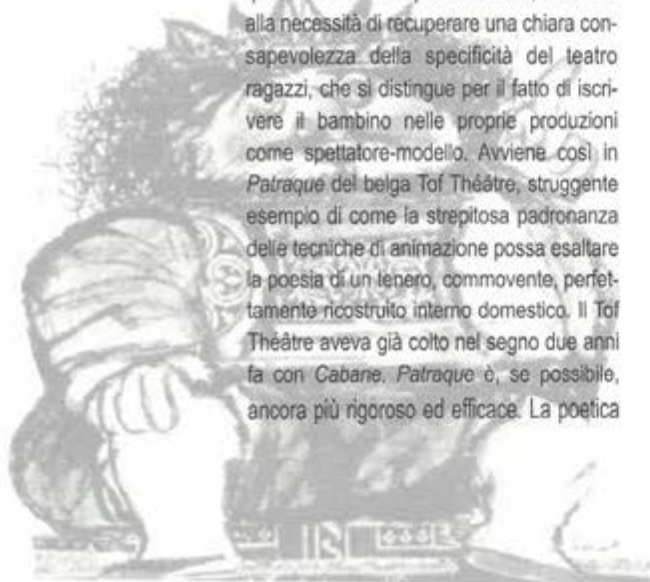 alla necessità di recuperare una chiara con-
sapevolezza della specificità del teatro
ragazzi, che si distingue per il fatto di iscri-
vere il bambino nelle proprie produzioni
come spettatore-modello. Avviene così in
Patraque del belga Tof Théâtre, struggente
esempio di come la strepitosa padronanza
delle tecniche di animazione possa esaltare
la poesia di un tenero, commovente, perfet-
tamente ricostruito interno domestico. Il Tof
Théâtre aveva già colto nel segno due anni
fa con Cabane. Patraque è, se possibile,
ancora più rigoroso ed efficace. La poetica